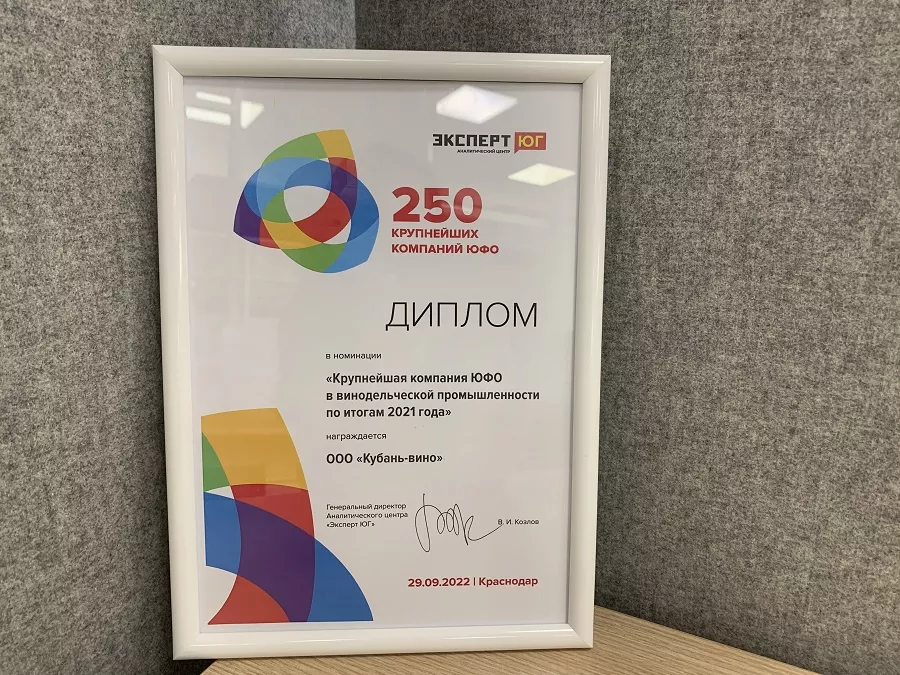 ЭКСПЕРТ ЮГ
АНАЛИТИЧЕСКИЙ ЦЕНТР
250
КРУПНЕЙШИХ
КОМПАНИЙ ЮФО
ДИПЛОМ
в номинации
«Крупнейшая компания ЮФО
в винодельческой промышленности
по итогам 2021 года»
награждается
ООО «Кубань-вино»
Генеральный директор
Аналитического центра
«Эксперт ЮГ»
В. И. Козлов
29.09.2022 | Краснодар